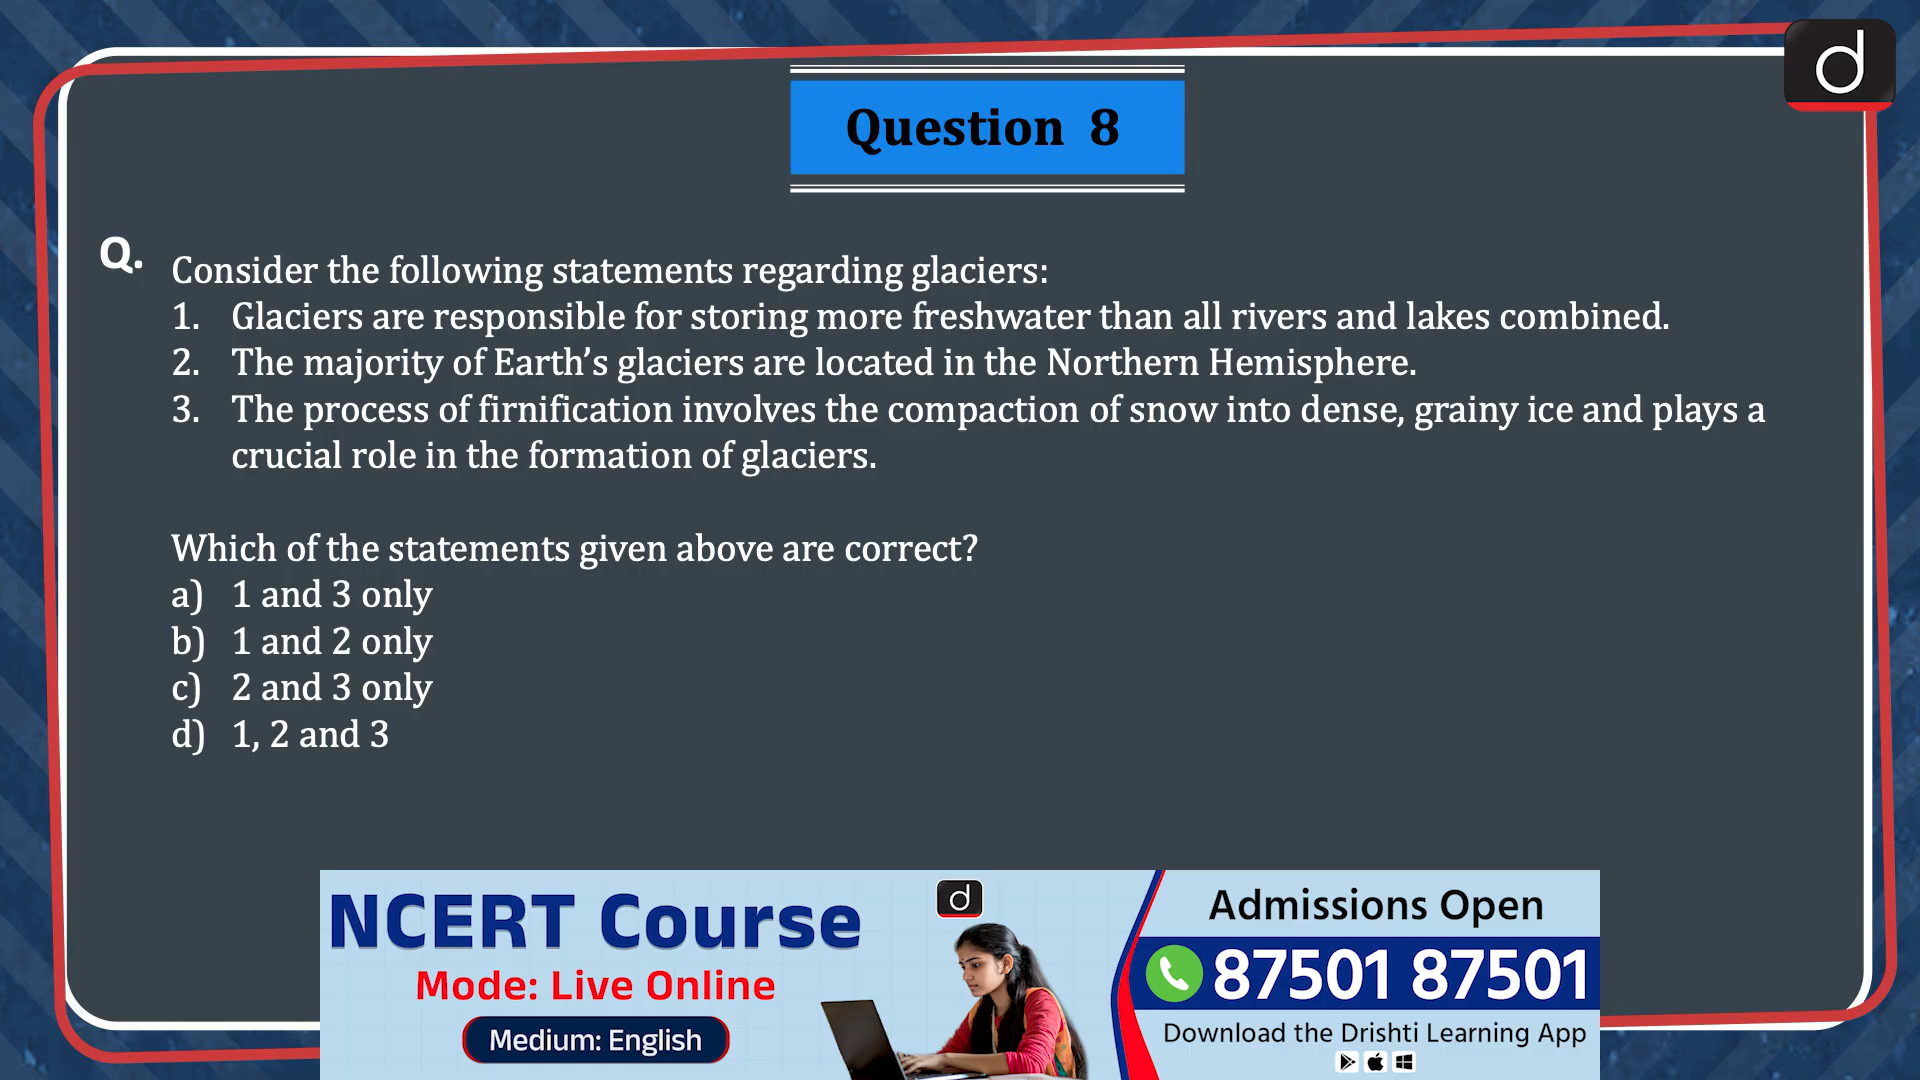 d
Question 8
Q.
Consider the following statements regarding glaciers:
1. Glaciers are responsible for storing more freshwater than all rivers and lakes combined.
2. The majority of Earth’s glaciers are located in the Northern Hemisphere.
3. The process of firnification involves the compaction of snow into dense, grainy ice and plays a
crucial role in the formation of glaciers.
Which of the statements given above are correct?
a) 1 and 3 only
b) 1 and 2 only
c) 2 and 3 only
d) 1, 2 and 3
NCERT Course
Mode: Live Online
Medium: English
d
Admissions Open
87501 87501
Download the Drishti Learning App